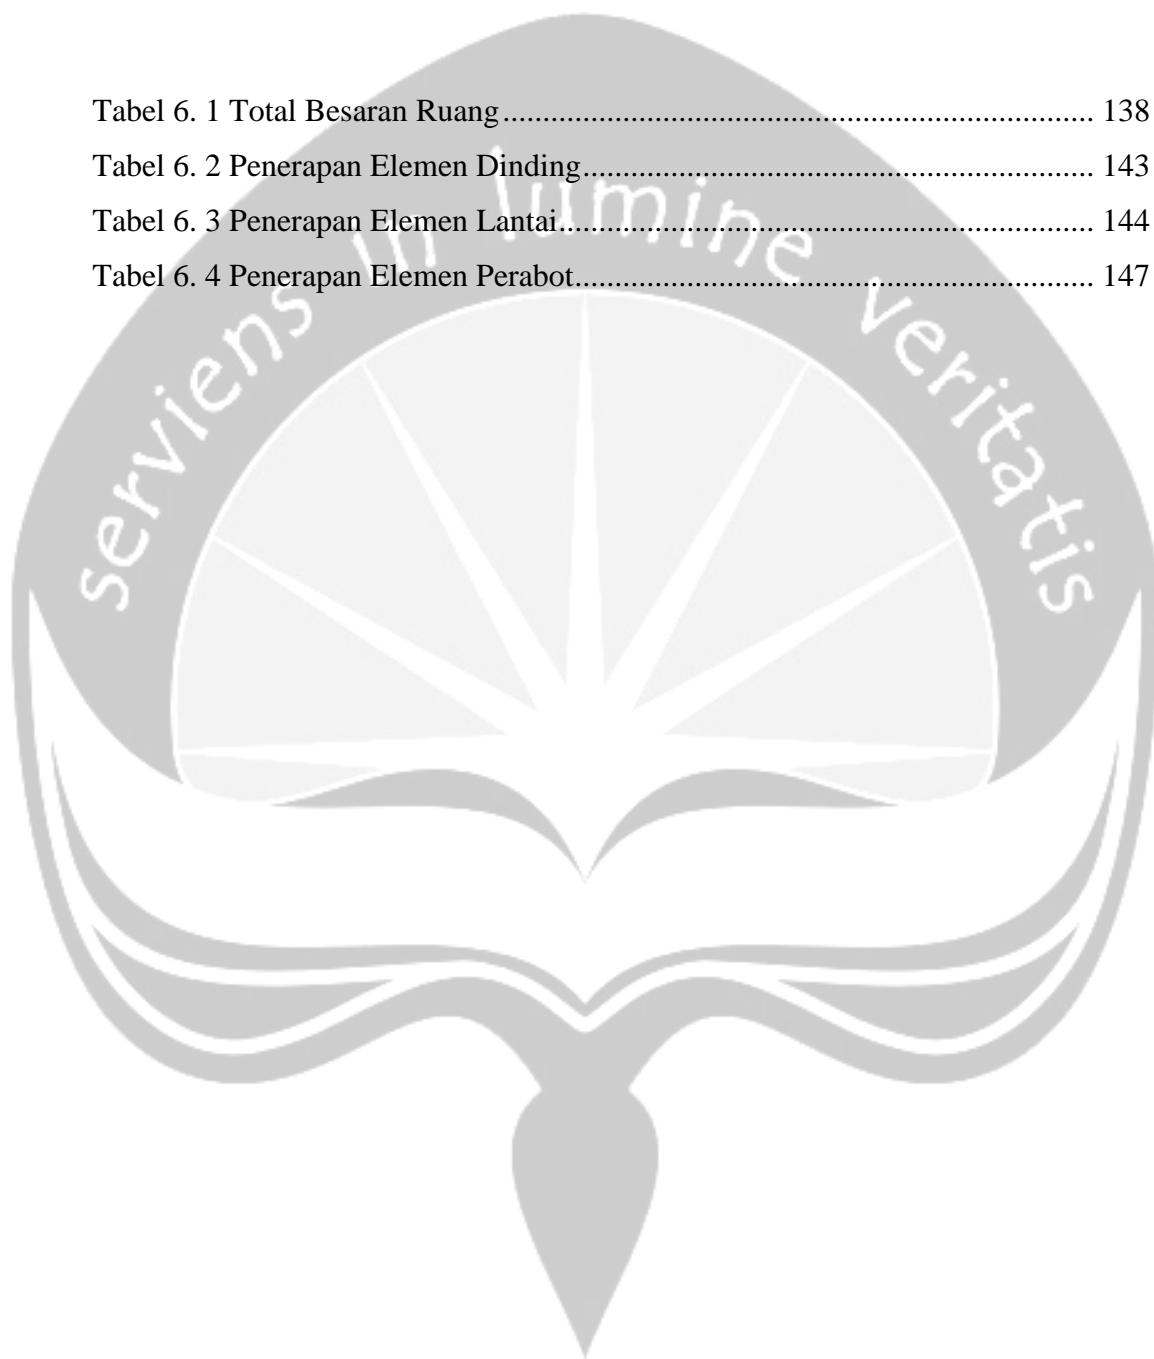 Tabel 6. 1 Total Besaran Ruang.......................................................................... 138
Tabel 6. 2 Penerapan Elemen Dinding................................................................ 143
Tabel 6. 3 Penerapan Elemen Lantai................................................................... 144
Tabel 6. 4 Penerapan Elemen Perabot................................................................. 147
serviens in lumine veritatis